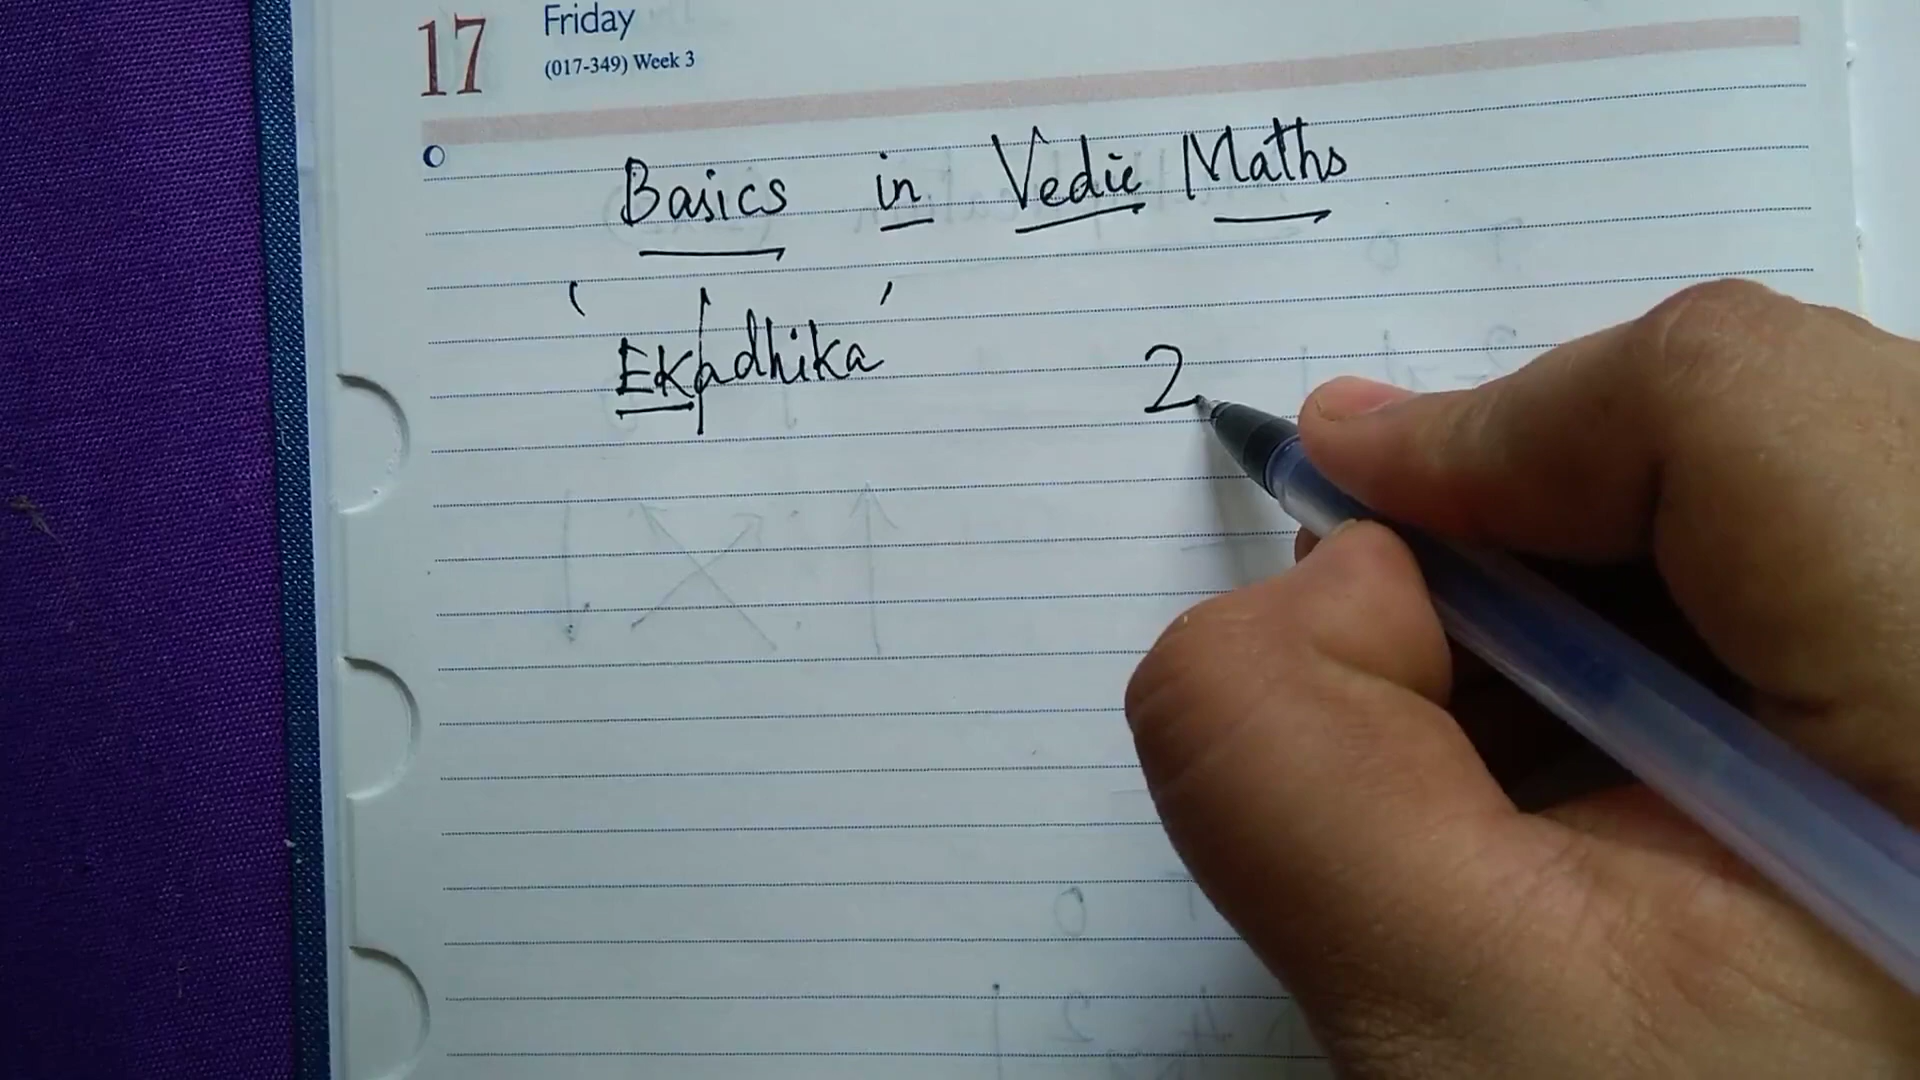 17 Friday
(017-349) Week 3
Basics in Vedic Maths
' EKadhika ' 2